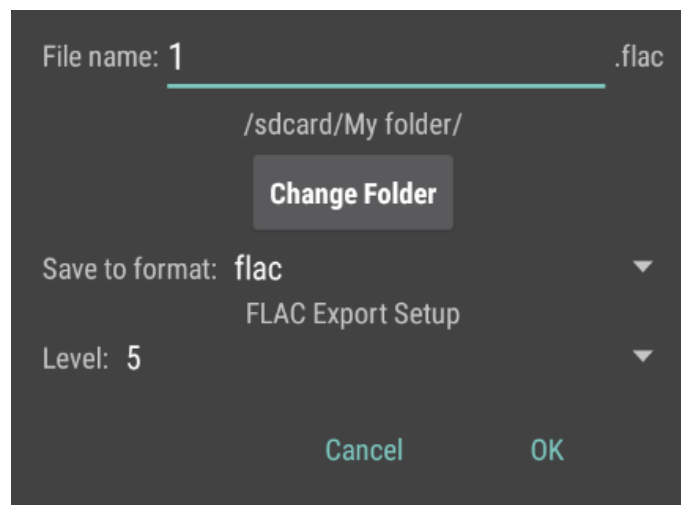 File name: 1 .flac
/sdcard/My folder/
Change Folder
Save to format: flac
FLAC Export Setup
Level: 5
Cancel OK